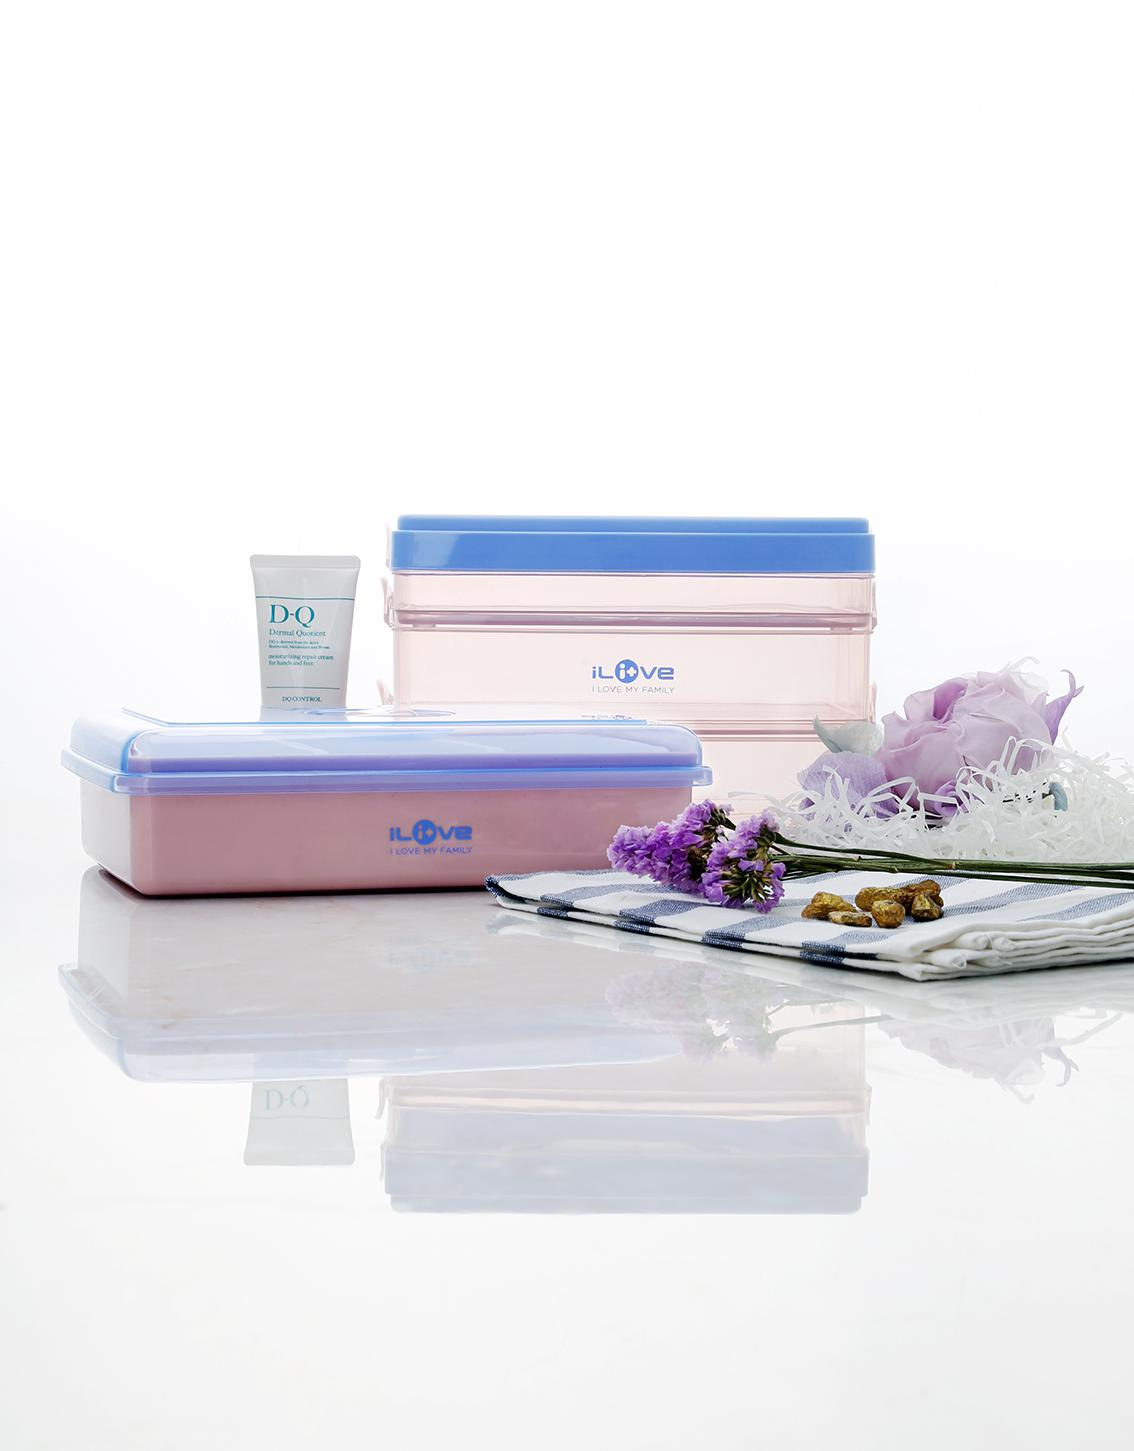 D-Q
Dermal Quotient
moisturizing repair cream
for hands and feet
DQ CONTROL
iLOVE
I LOVE MY FAMILY
iLOVE
I LOVE MY FAMILY
D-Q